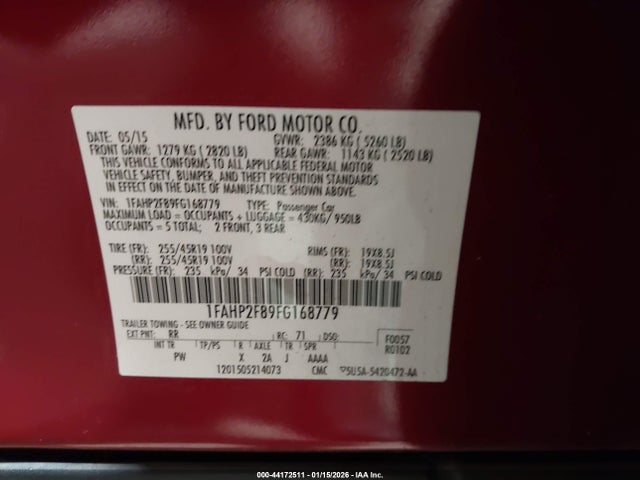 MFD. BY FORD MOTOR CO.
DATE: 05/15 GVWR: 2386 KG ( 5260 LB)
FRONT GAWR: 1279 KG ( 2820 LB) REAR GAWR: 1143 KG ( 2520 LB)
THIS VEHICLE CONFORMS TO ALL APPLICABLE FEDERAL MOTOR
VEHICLE SAFETY, BUMPER, AND THEFT PREVENTION STANDARDS
IN EFFECT ON THE DATE OF MANUFACTURE SHOWN ABOVE.
VIN: 1FAHP2F89FG168779 TYPE: Passenger Car
MAXIMUM LOAD = OCCUPANTS + LUGGAGE = 430KG/ 950LB
OCCUPANTS = 5 TOTAL; 2 FRONT, 3 REAR
TIRE (FR): 255/45R19 100V RIMS (FR): 19X8.5J
(RR): 255/45R19 100V (RR): 19X8.5J
PRESSURE (FR): 235 kPa/ 34 PSI COLD (RR): 235 kPa/ 34 PSI COLD
1FAHP2F89FG168779
TRAILER TOWING - SEE OWNER GUIDE
EXT PNT: RR RC: 71 DSO: F0057
INT TR TP/PS R AXLE TR SPR R0102
PW X 2A J AAAA
1201505214073 CMC 5U5A-5420472-AA
000-44172511 - 01/15/2026 - IAA Inc.